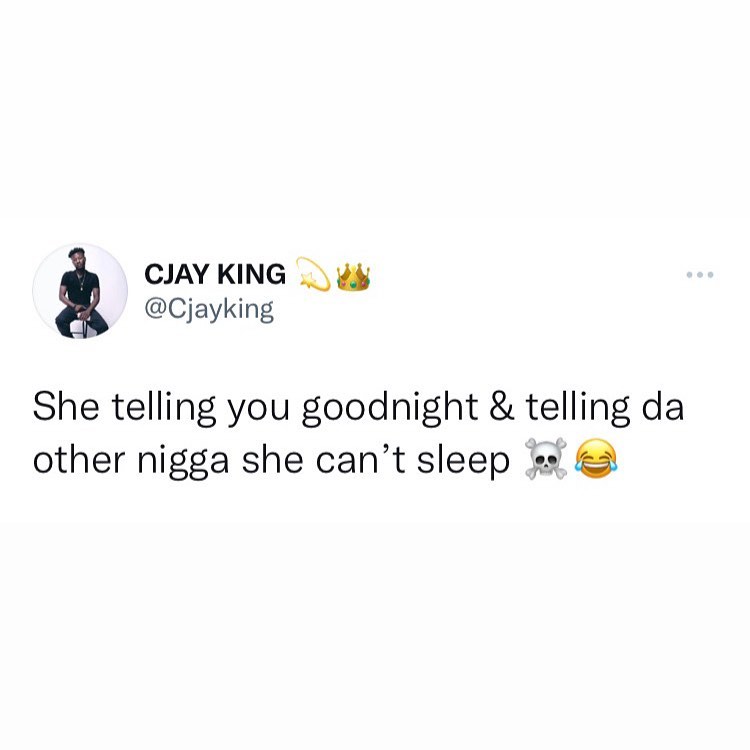 CJAY KING 💫👑
@Cjayking
She telling you goodnight & telling da
other nigga she can’t sleep ☠️😂